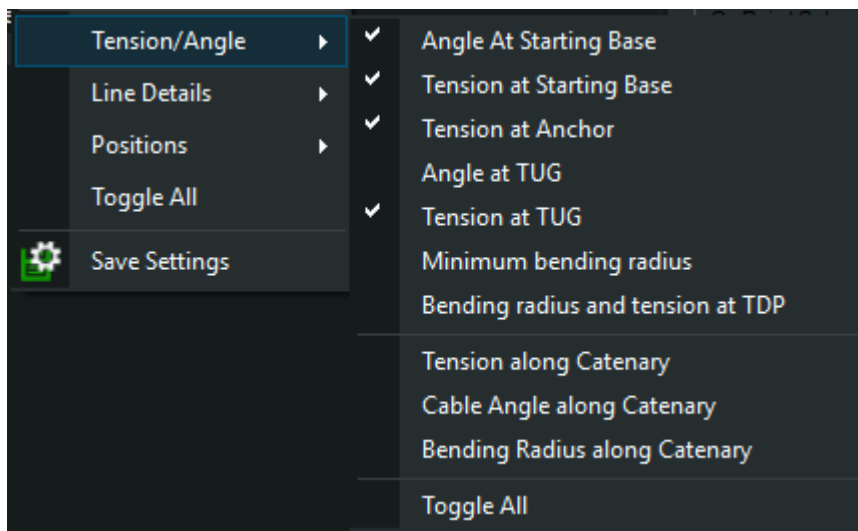 Tension/Angle
Line Details
Positions
Toggle All
Save Settings
Angle At Starting Base
Tension at Starting Base
Tension at Anchor
Angle at TUG
Tension at TUG
Minimum bending radius
Bending radius and tension at TDP
Tension along Catenary
Cable Angle along Catenary
Bending Radius along Catenary
Toggle All